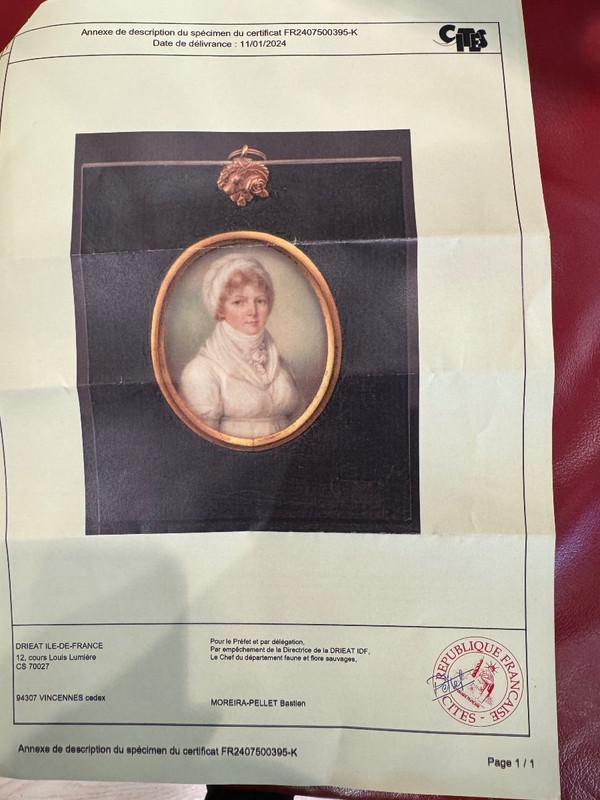 Annexe de description du spécimen du certificat FR2407500395-K
Date de délivrance : 11/01/2024
CITES
DRIEAT ILE-DE-FRANCE
12, cours Louis Lumière
CS 70027
94307 VINCENNES cedex
Pour le Préfet et par délégation,
Par empêchement de la Directrice de la DRIEAT IDF,
Le Chef du département faune et flore sauvages,
MOREIRA-PELLET Bastien
RÉPUBLIQUE FRANÇAISE
- CITES -
Pellet
Annexe de description du spécimen du certificat FR2407500395-K
Page 1 / 1